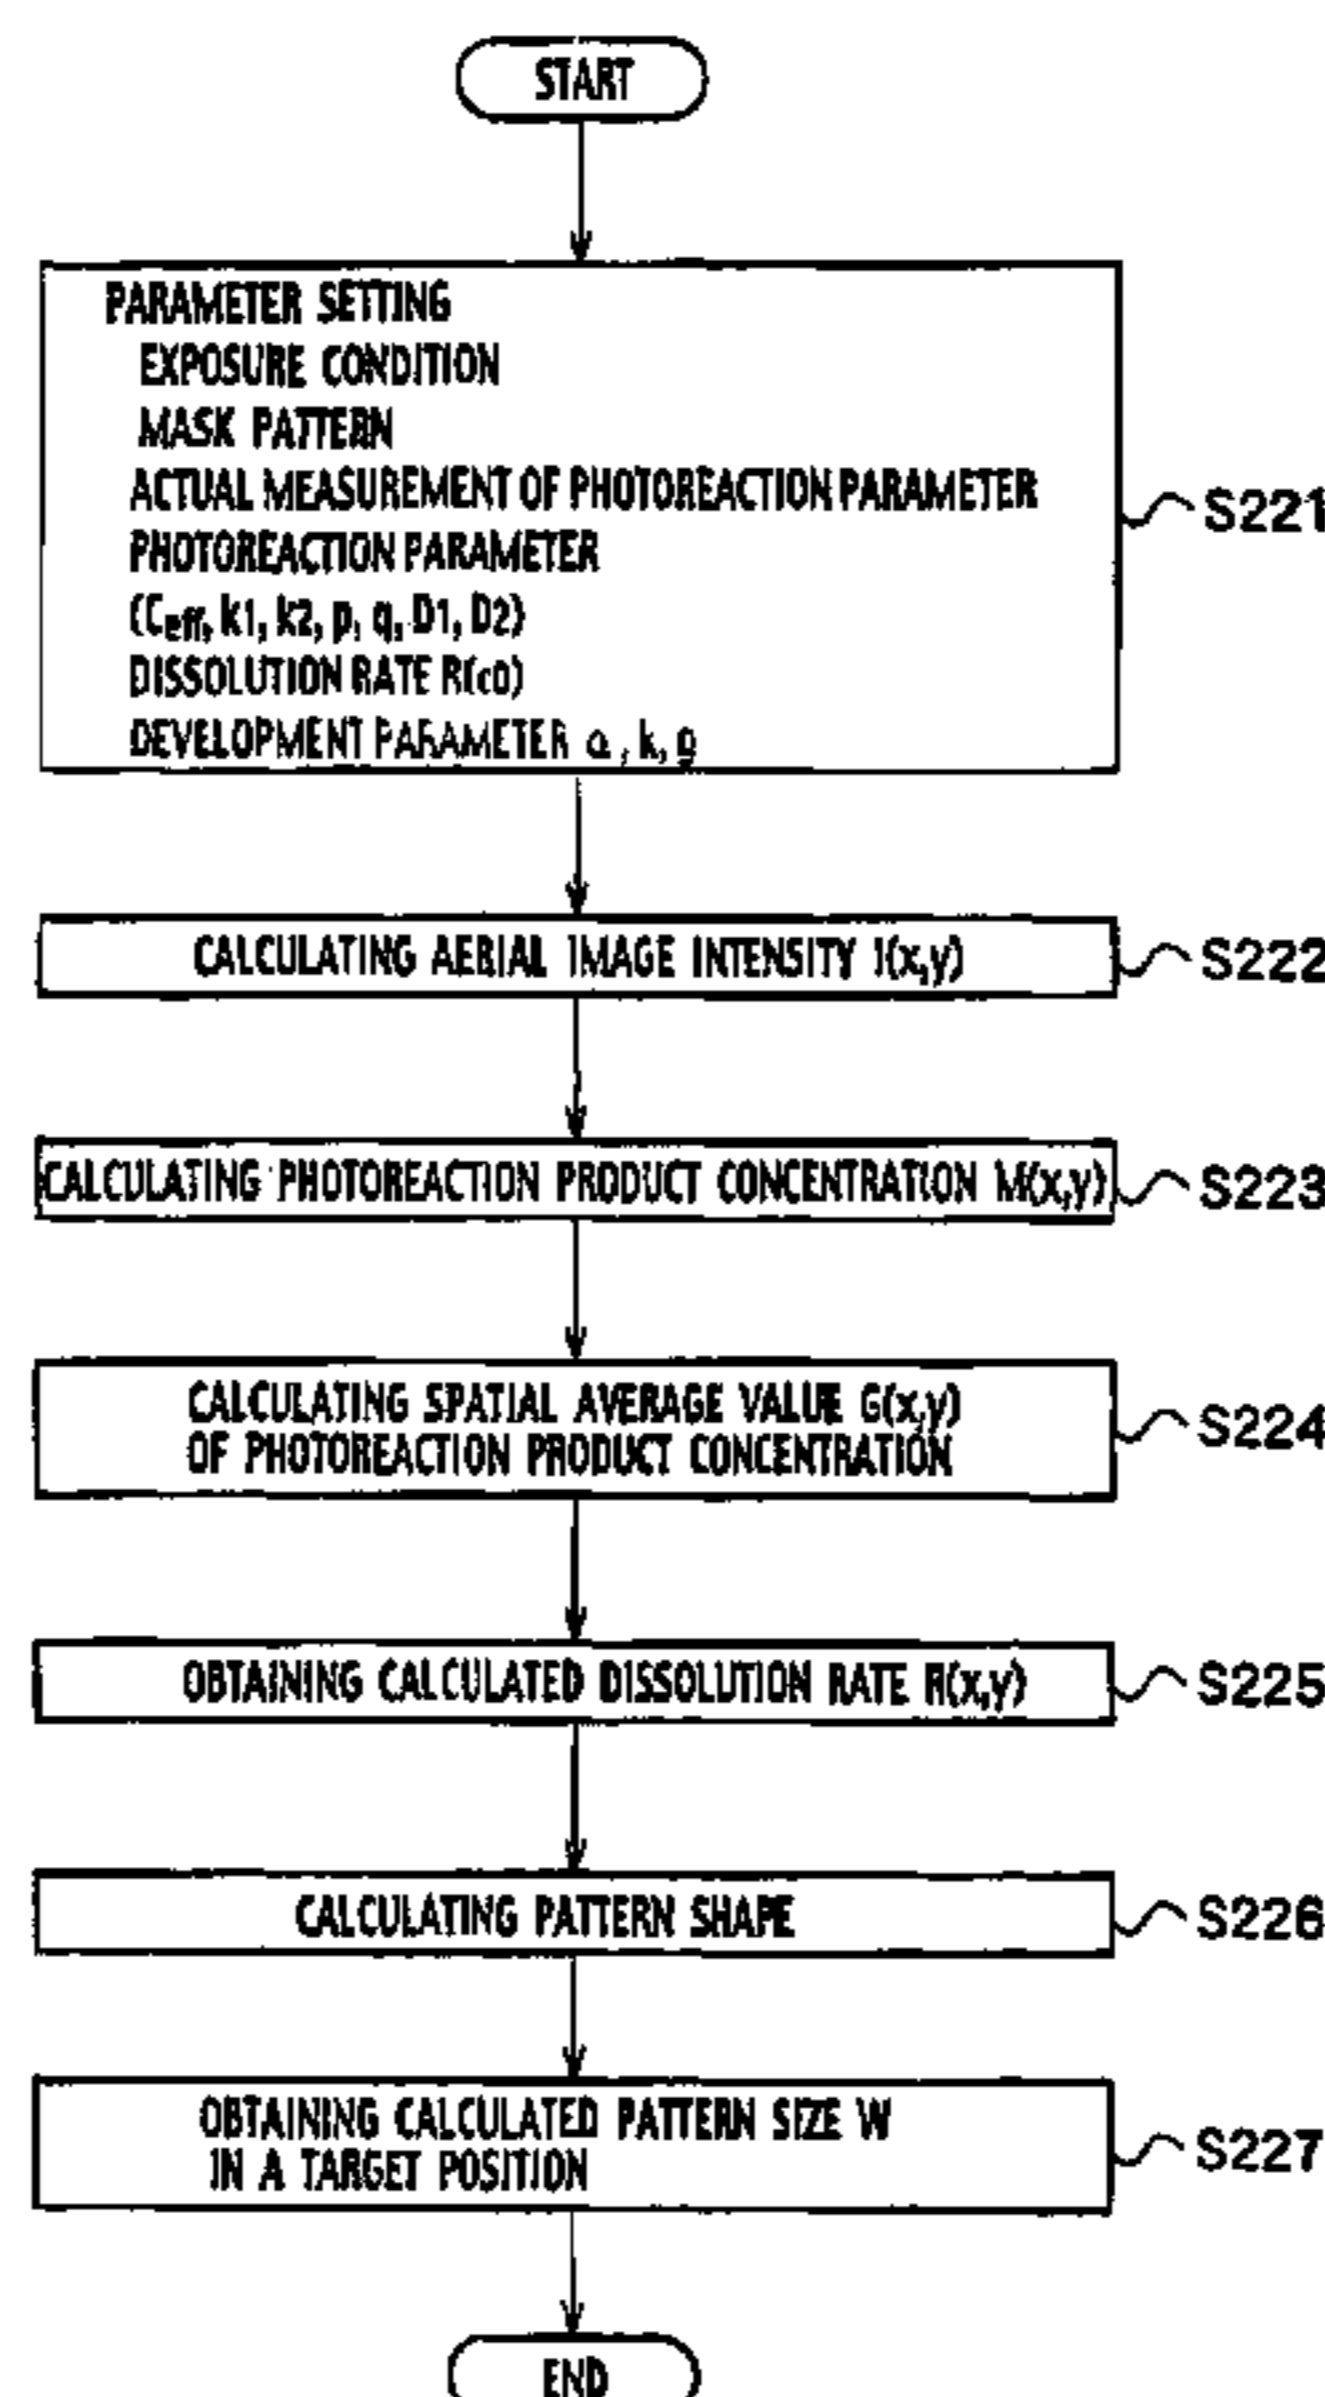 START
PARAMETER SETTING
EXPOSURE CONDITION
MASK PATTERN
ACTUAL MEASUREMENT OF PHOTOREACTION PARAMETER
PHOTOREACTION PARAMETER
(Ceff, k1, k2, p, q, D1, D2)
DISSOLUTION RATE R(c0)
DEVELOPMENT PARAMETER α, k, g
S221
CALCULATING AERIAL IMAGE INTENSITY I(x,y)
S222
CALCULATING PHOTOREACTION PRODUCT CONCENTRATION M(x,y)
S223
CALCULATING SPATIAL AVERAGE VALUE G(x,y)
OF PHOTOREACTION PRODUCT CONCENTRATION
S224
OBTAINING CALCULATED DISSOLUTION RATE R(x,y)
S225
CALCULATING PATTERN SHAPE
S226
OBTAINING CALCULATED PATTERN SIZE W
IN A TARGET POSITION
S227
END